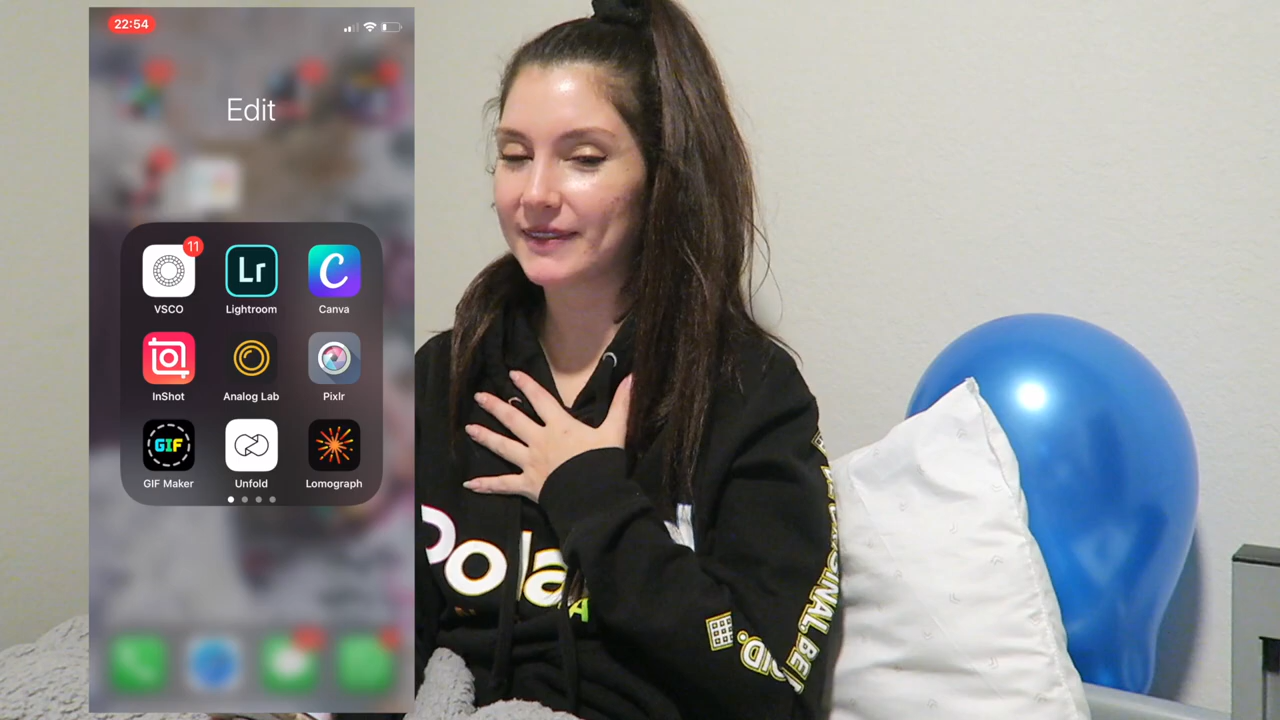 22:54
Edit
11
Lr
C
VSCO
Lightroom
Canva
InShot
Analog Lab
Pixlr
GIF
GIF Maker
Unfold
Lomograph
Pola